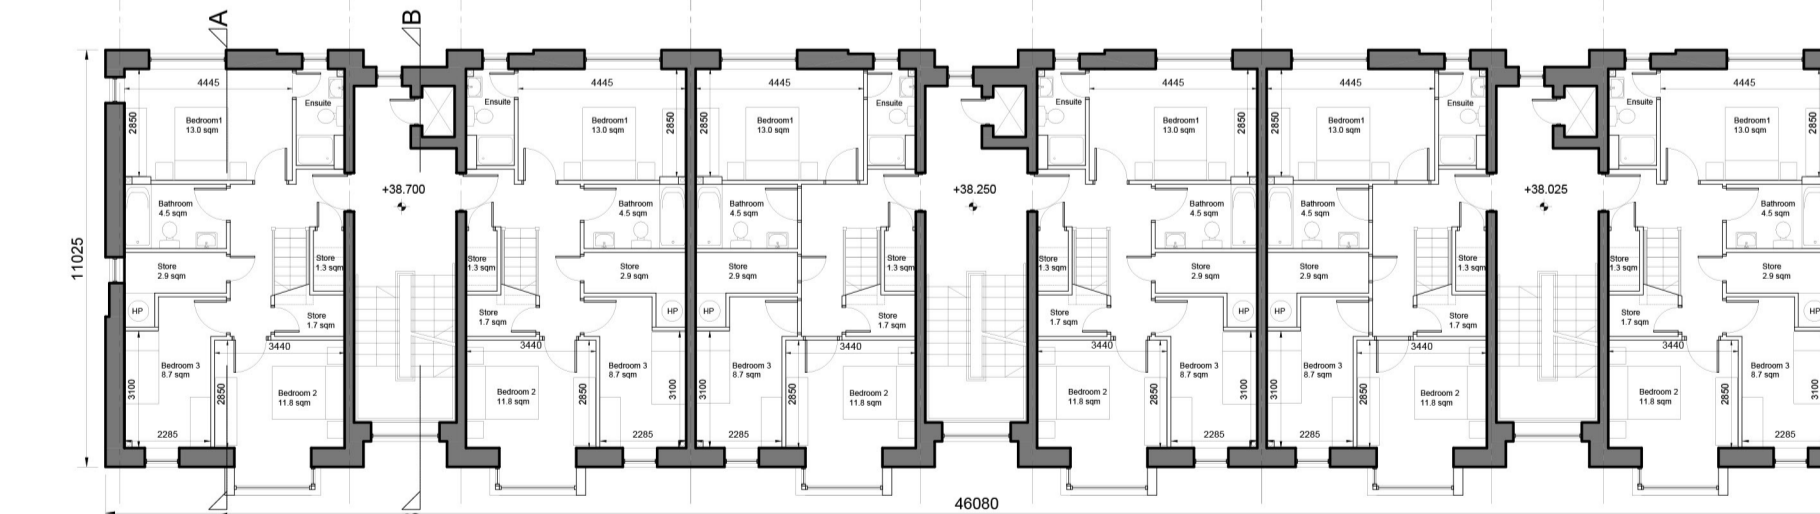 A
B
4445
4445
4445
4445
4445
4445
Ensuite
Ensuite
Ensuite
Ensuite
Ensuite
Ensuite
2850
Bedroom1
13.0 sqm
Bedroom1
13.0 sqm
2850
2850
Bedroom1
13.0 sqm
Bedroom1
13.0 sqm
2850
2850
Bedroom1
13.0 sqm
Bedroom1
13.0 sqm
2850
+38.700
+38.250
+38.025
Bathroom
4.5 sqm
Bathroom
4.5 sqm
Bathroom
4.5 sqm
Bathroom
4.5 sqm
Bathroom
4.5 sqm
Bathroom
4.5 sqm
11025
Store
2.9 sqm
Store
1.3 sqm
Store
1.3 sqm
Store
2.9 sqm
Store
2.9 sqm
Store
1.3 sqm
Store
1.3 sqm
Store
2.9 sqm
Store
2.9 sqm
Store
1.3 sqm
Store
1.3 sqm
Store
2.9 sqm
HP
Store
1.7 sqm
Store
1.7 sqm
HP
HP
Store
1.7 sqm
Store
1.7 sqm
HP
HP
Store
1.7 sqm
Store
1.7 sqm
HP
3440
3440
3440
3440
3440
3440
3100
Bedroom 3
8.7 sqm
2850
Bedroom 2
11.8 sqm
Bedroom 2
11.8 sqm
2850
Bedroom 3
8.7 sqm
3100
3100
Bedroom 3
8.7 sqm
2850
Bedroom 2
11.8 sqm
Bedroom 2
11.8 sqm
2850
Bedroom 3
8.7 sqm
3100
3100
Bedroom 3
8.7 sqm
2850
Bedroom 2
11.8 sqm
Bedroom 2
11.8 sqm
2850
Bedroom 3
8.7 sqm
3100
2285
2285
2285
2285
2285
2285
46080